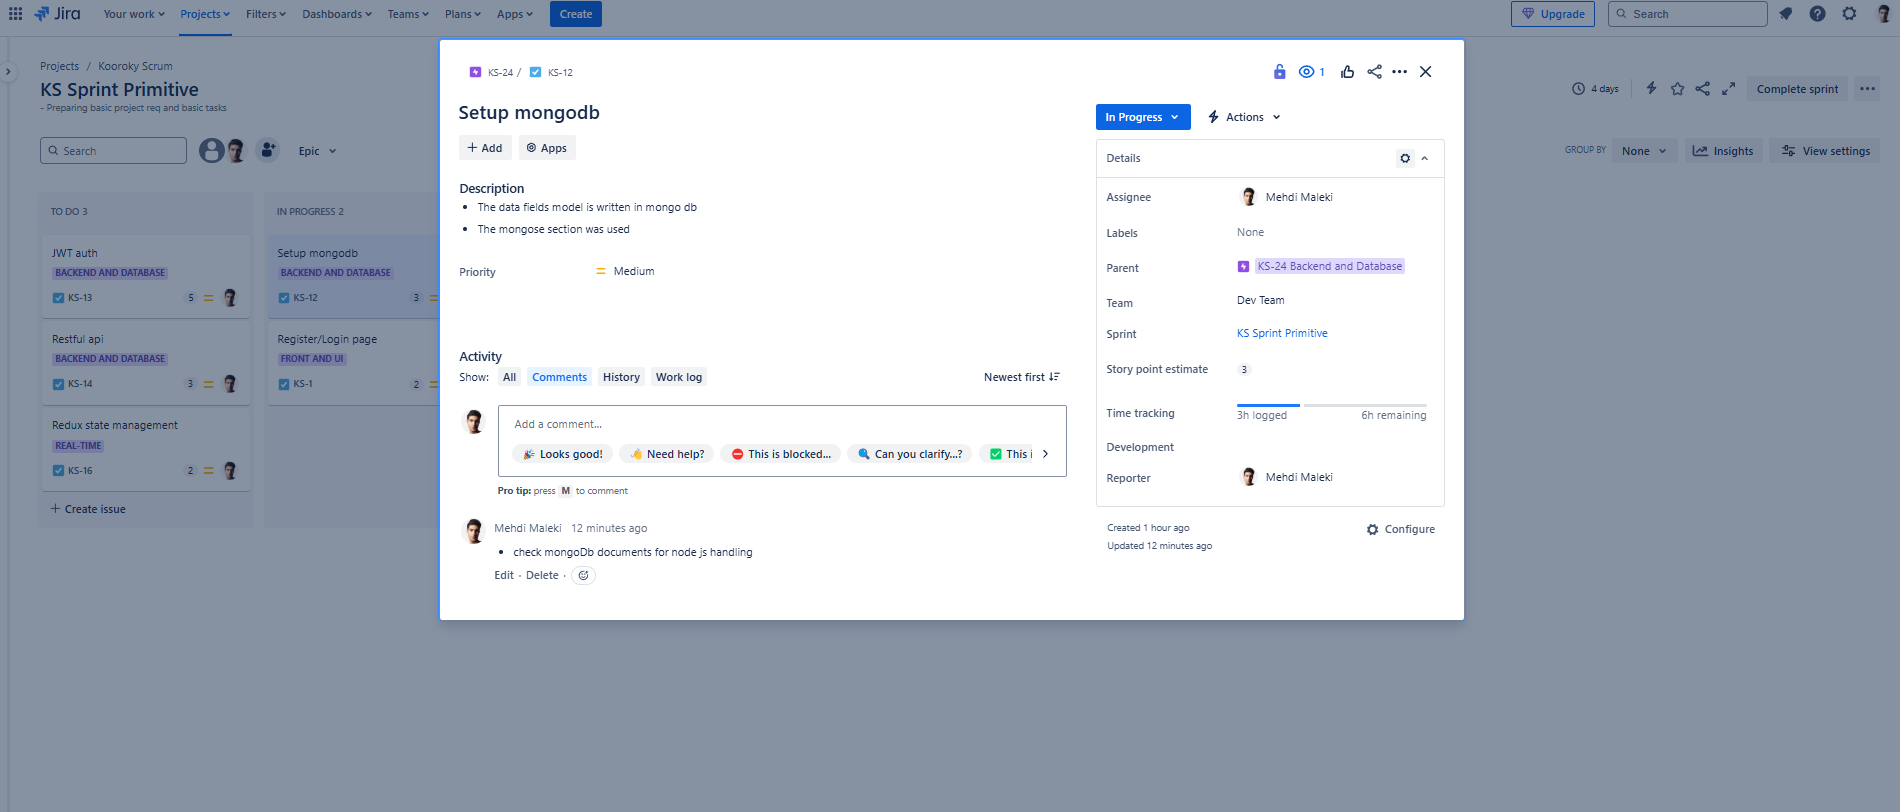 Jira
Your work
Projects
Filters
Dashboards
Teams
Plans
Apps
Create
Upgrade
Search
Projects / Kooroky Scrum
KS Sprint Primitive
- Preparing basic project req and basic tasks
4 days
Complete sprint
Search
Epic
GROUP BY
None
Insights
View settings
TO DO 3
JWT auth
BACKEND AND DATABASE
KS-13
5
Restful api
BACKEND AND DATABASE
KS-14
3
Redux state management
REAL-TIME
KS-16
2
Create issue
IN PROGRESS 2
Setup mongodb
BACKEND AND DATABASE
KS-12
3
Register/Login page
FRONT AND UI
KS-1
2
KS-24 / KS-12
1
Setup mongodb
Add
Apps
Description
• The data fields model is written in mongo db
• The mongose section was used
Priority
Medium
Activity
Show:
All
Comments
History
Work log
Newest first
Add a comment...
Looks good!
Need help?
This is blocked...
Can you clarify...?
This i
Pro tip: press M to comment
Mehdi Maleki 12 minutes ago
• check mongoDb documents for node js handling
Edit · Delete ·
In Progress
Actions
Details
Assignee
Mehdi Maleki
Labels
None
Parent
KS-24 Backend and Database
Team
Dev Team
Sprint
KS Sprint Primitive
Story point estimate
3
Time tracking
3h logged
6h remaining
Development
Reporter
Mehdi Maleki
Created 1 hour ago
Updated 12 minutes ago
Configure